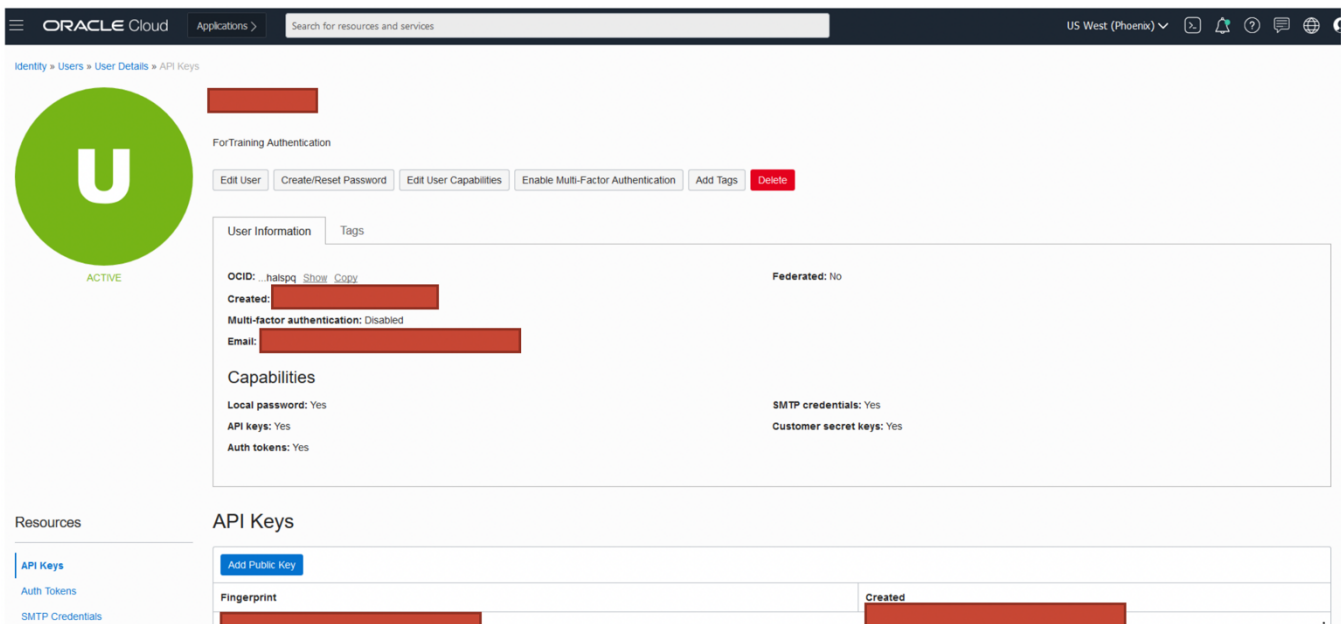 ORACLE Cloud Applications > Search for resources and services US West (Phoenix)
Identity » Users » User Details » API Keys
U
ACTIVE
ForTraining Authentication
Edit User Create/Reset Password Edit User Capabilities Enable Multi-Factor Authentication Add Tags Delete
User Information Tags
OCID: ...halspq Show Copy Federated: No
Created:
Multi-factor authentication: Disabled
Email:
Capabilities
Local password: Yes SMTP credentials: Yes
API keys: Yes Customer secret keys: Yes
Auth tokens: Yes
Resources
API Keys
Auth Tokens
SMTP Credentials
API Keys
Add Public Key
Fingerprint Created